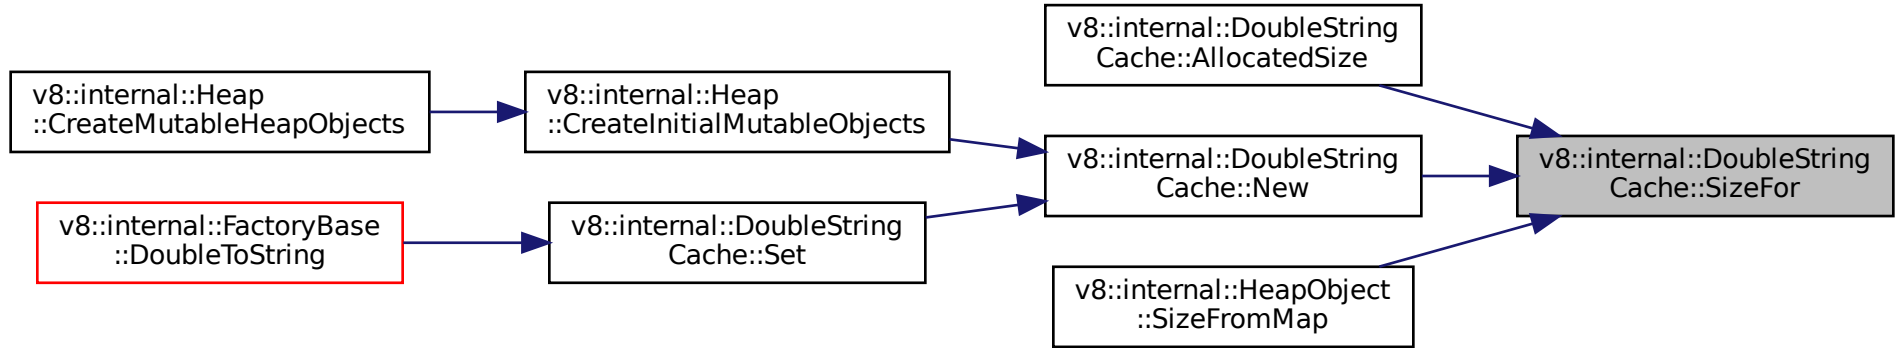 v8::internal::Heap
::CreateMutableHeapObjects
v8::internal::FactoryBase
::DoubleToString
v8::internal::Heap
::CreateInitialMutableObjects
v8::internal::DoubleString
Cache::Set
v8::internal::DoubleString
Cache::AllocatedSize
v8::internal::DoubleString
Cache::New
v8::internal::HeapObject
::SizeFromMap
v8::internal::DoubleString
Cache::SizeFor